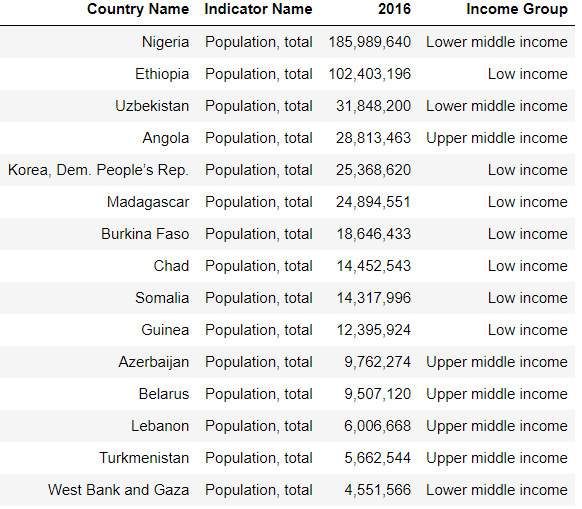 Country Name Indicator Name 2016 Income Group
Nigeria Population, total 185,989,640 Lower middle income
Ethiopia Population, total 102,403,196 Low income
Uzbekistan Population, total 31,848,200 Lower middle income
Angola Population, total 28,813,463 Upper middle income
Korea, Dem. People’s Rep. Population, total 25,368,620 Low income
Madagascar Population, total 24,894,551 Low income
Burkina Faso Population, total 18,646,433 Low income
Chad Population, total 14,452,543 Low income
Somalia Population, total 14,317,996 Low income
Guinea Population, total 12,395,924 Low income
Azerbaijan Population, total 9,762,274 Upper middle income
Belarus Population, total 9,507,120 Upper middle income
Lebanon Population, total 6,006,668 Upper middle income
Turkmenistan Population, total 5,662,544 Upper middle income
West Bank and Gaza Population, total 4,551,566 Lower middle income